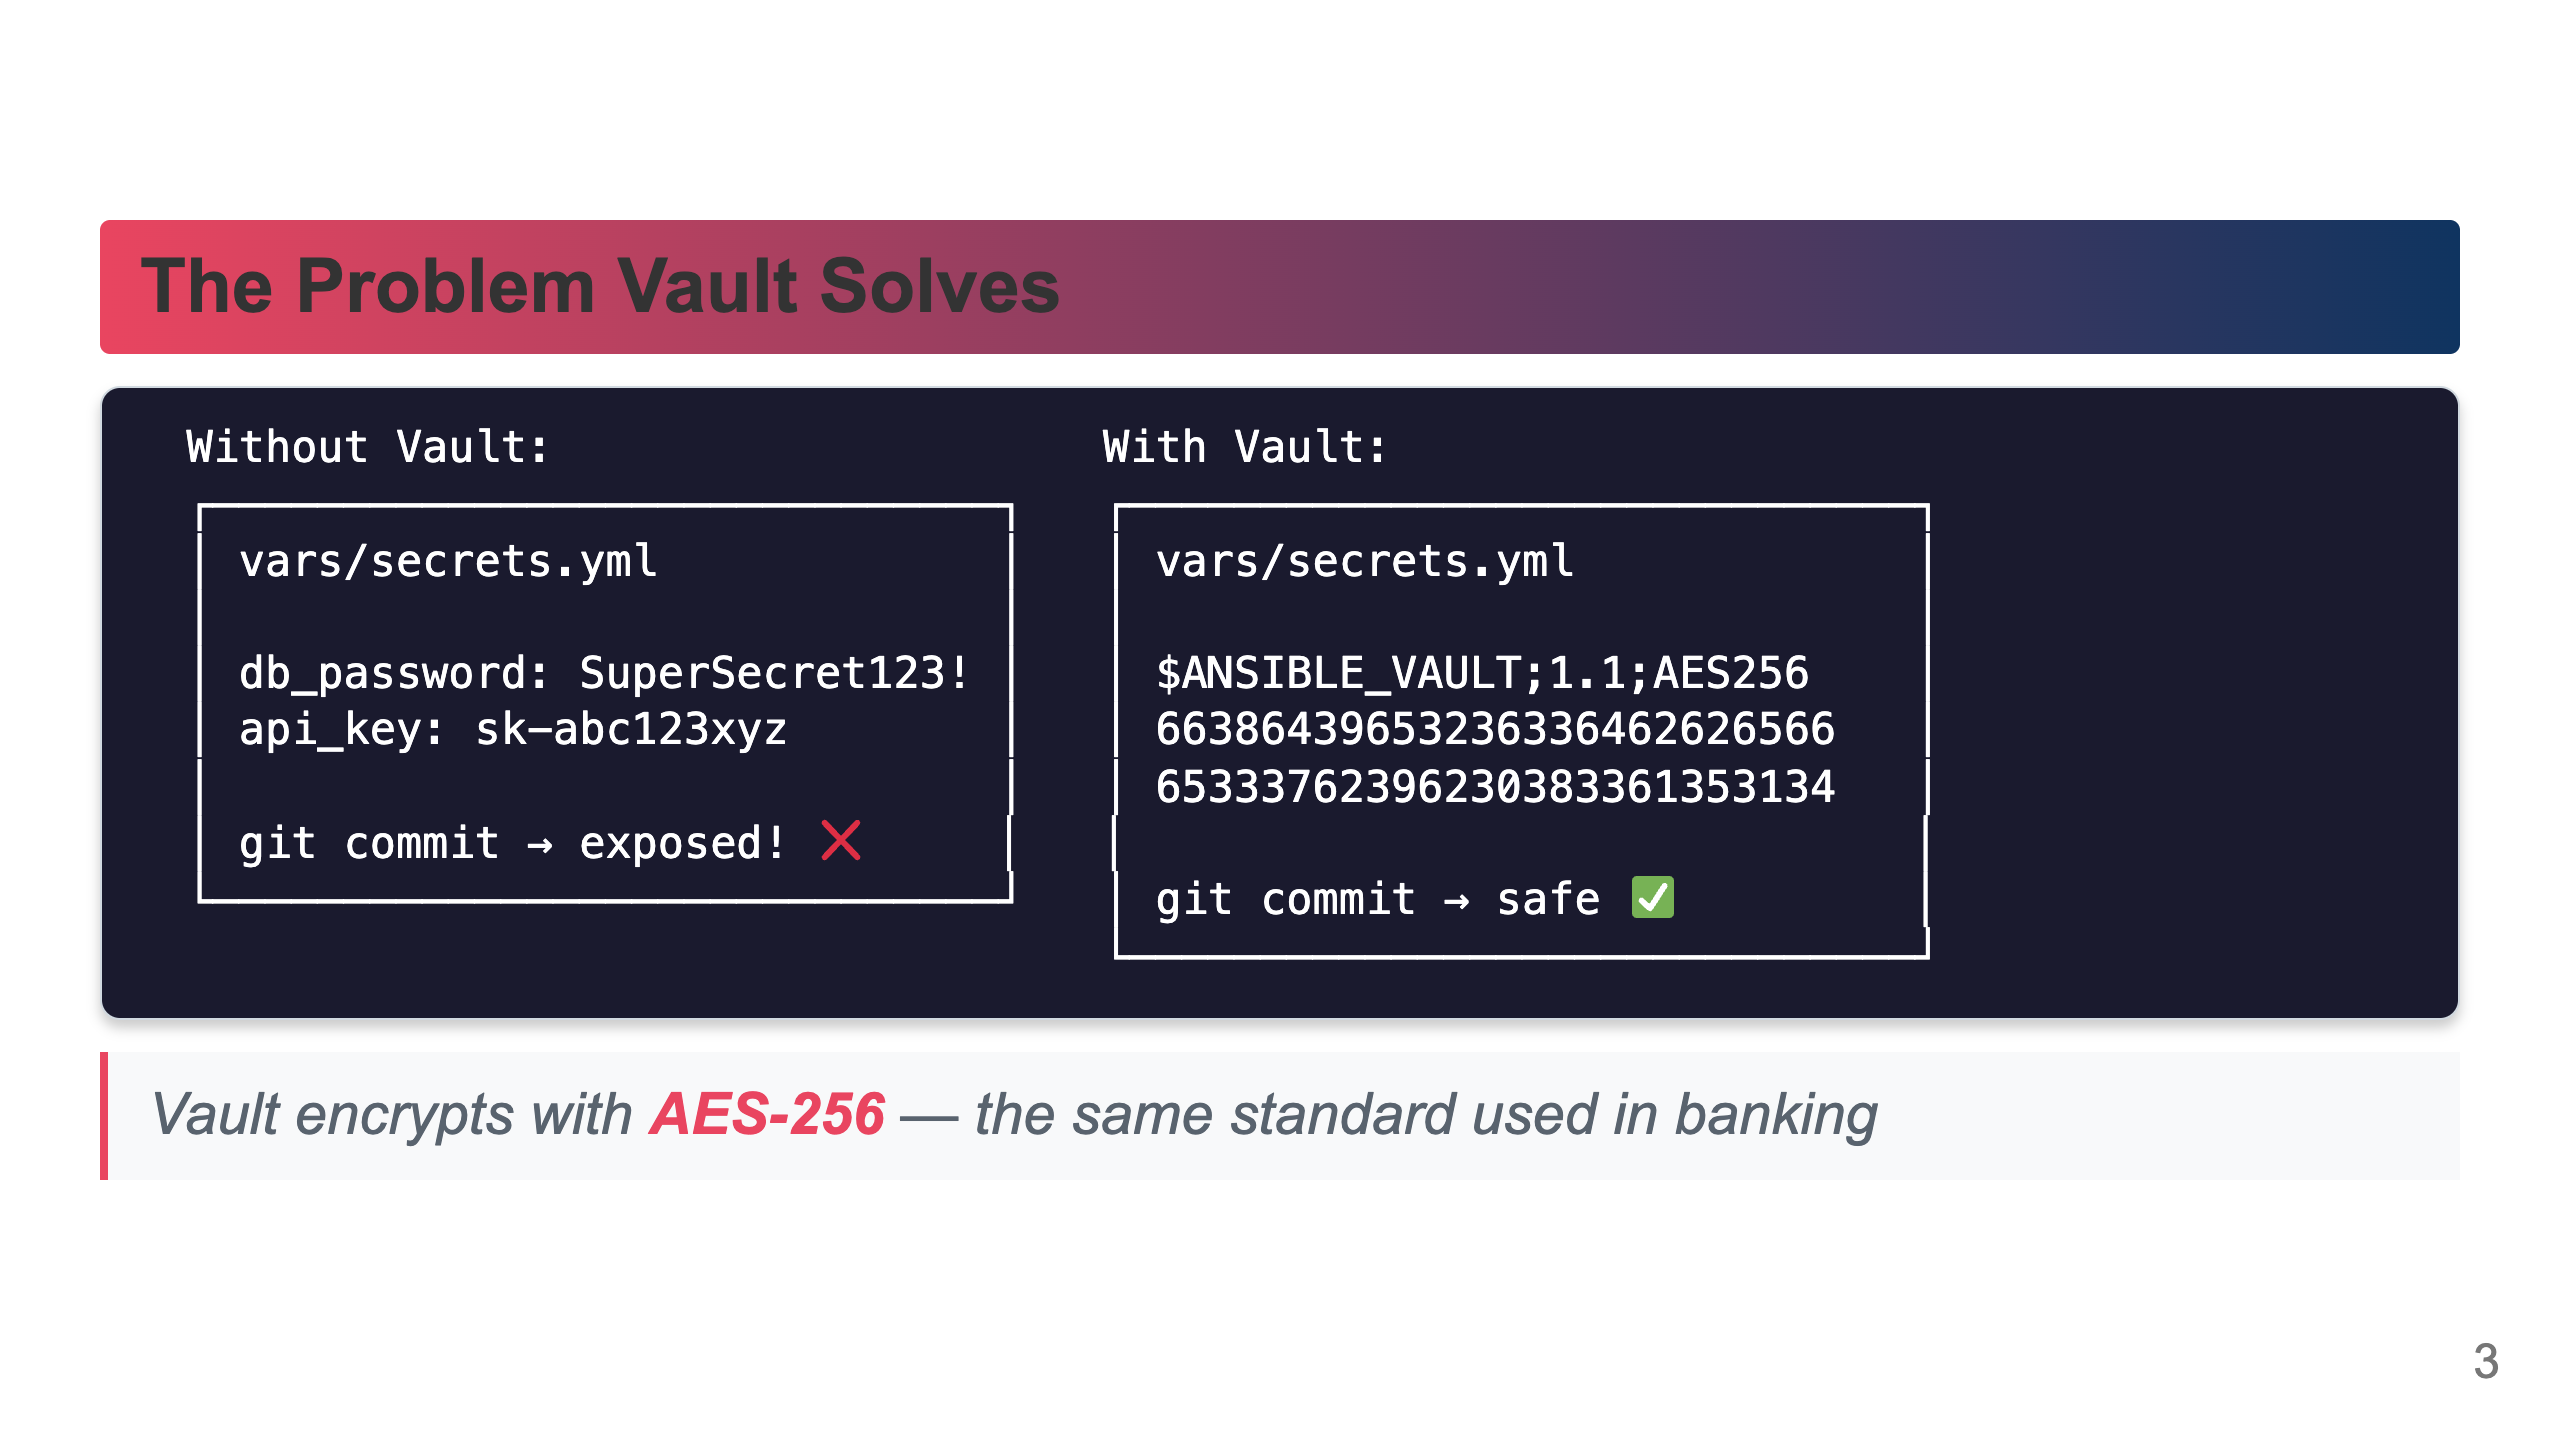 The Problem Vault Solves
Without Vault:
vars/secrets.yml
db_password: SuperSecret123!
api_key: sk-abc123xyz
git commit → exposed! ❌
With Vault:
vars/secrets.yml
$ANSIBLE_VAULT;1.1;AES256
66386439653236336462626566
65333762396230383361353134
git commit → safe ✅
Vault encrypts with AES-256 — the same standard used in banking
3